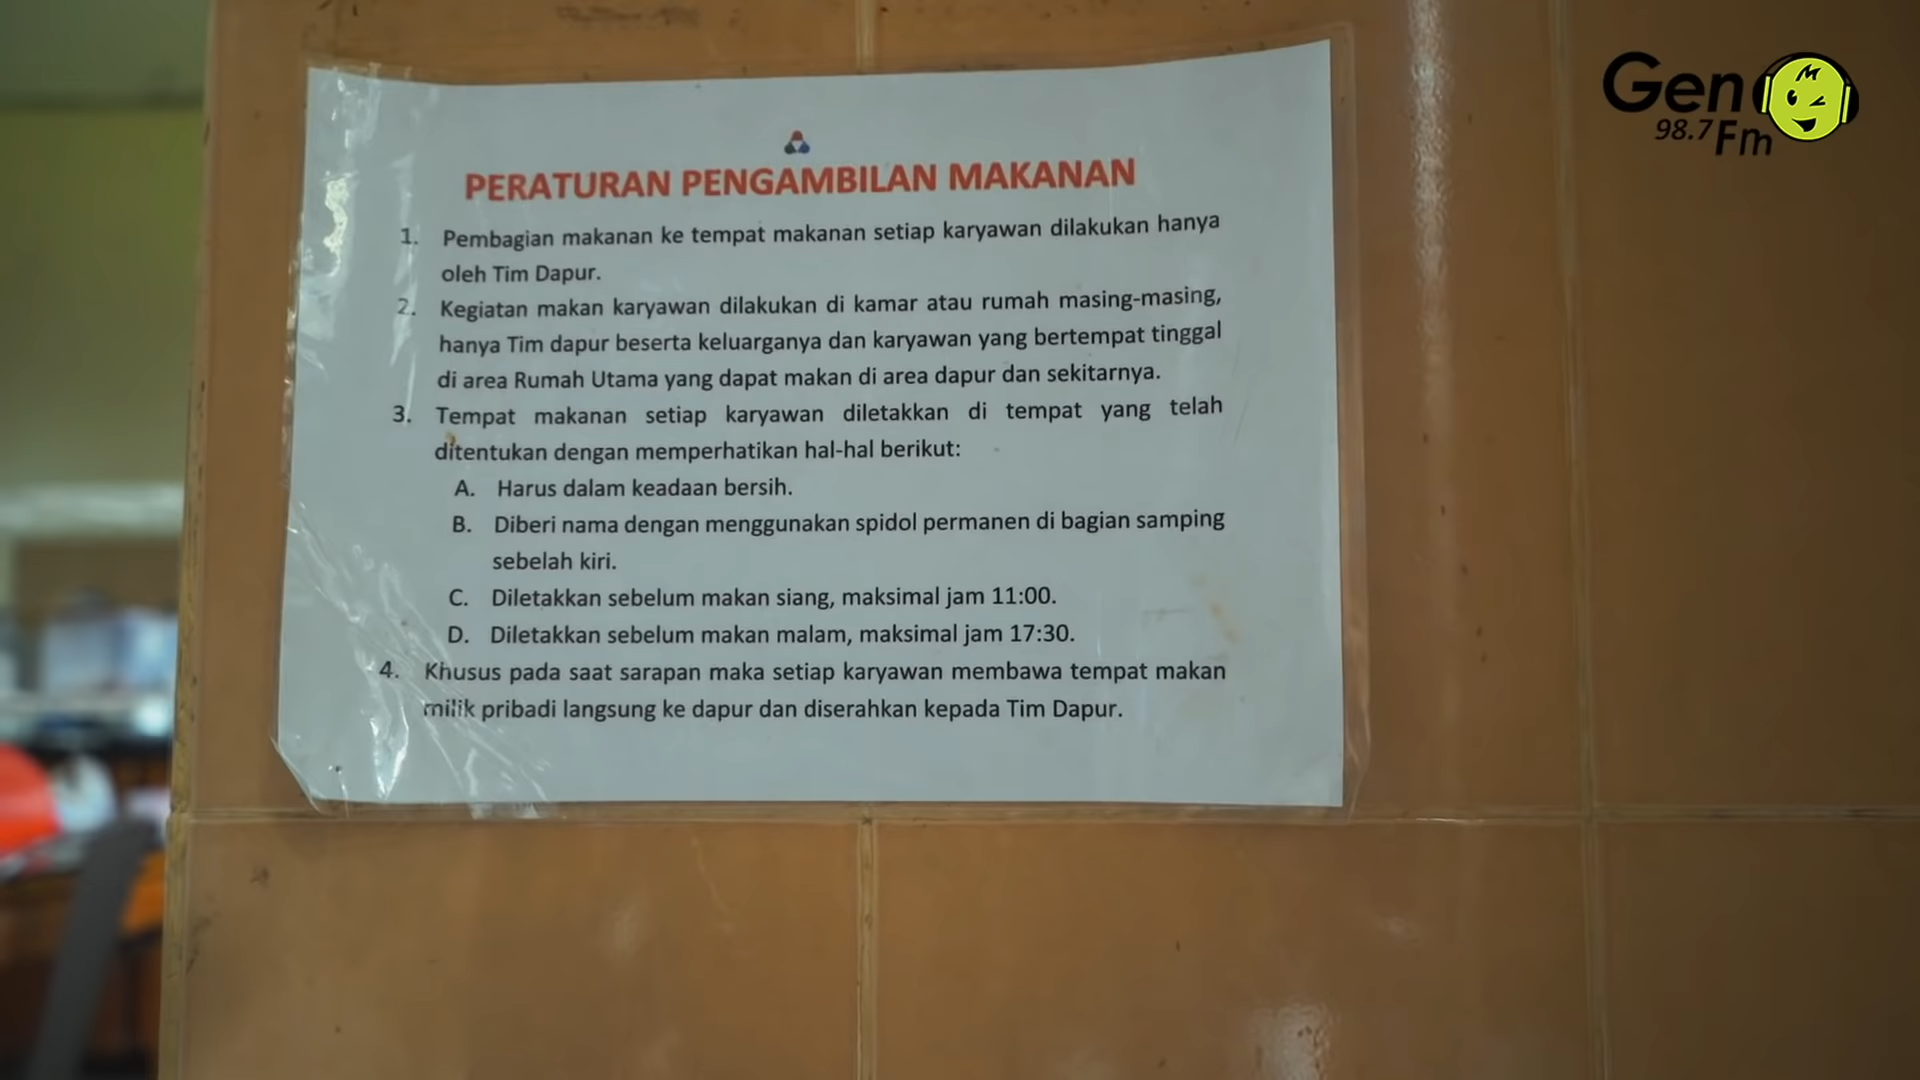 Gen
98.7 Fm
PERATURAN PENGAMBILAN MAKANAN
1. Pembagian makanan ke tempat makanan setiap karyawan dilakukan hanya
oleh Tim Dapur.
2. Kegiatan makan karyawan dilakukan di kamar atau rumah masing-masing,
hanya Tim dapur beserta keluarganya dan karyawan yang bertempat tinggal
di area Rumah Utama yang dapat makan di area dapur dan sekitarnya.
3. Tempat makanan setiap karyawan diletakkan di tempat yang telah
ditentukan dengan memperhatikan hal-hal berikut:
A. Harus dalam keadaan bersih.
B. Diberi nama dengan menggunakan spidol permanen di bagian samping
sebelah kiri.
C. Diletakkan sebelum makan siang, maksimal jam 11:00.
D. Diletakkan sebelum makan malam, maksimal jam 17:30.
4. Khusus pada saat sarapan maka setiap karyawan membawa tempat makan
milik pribadi langsung ke dapur dan diserahkan kepada Tim Dapur.